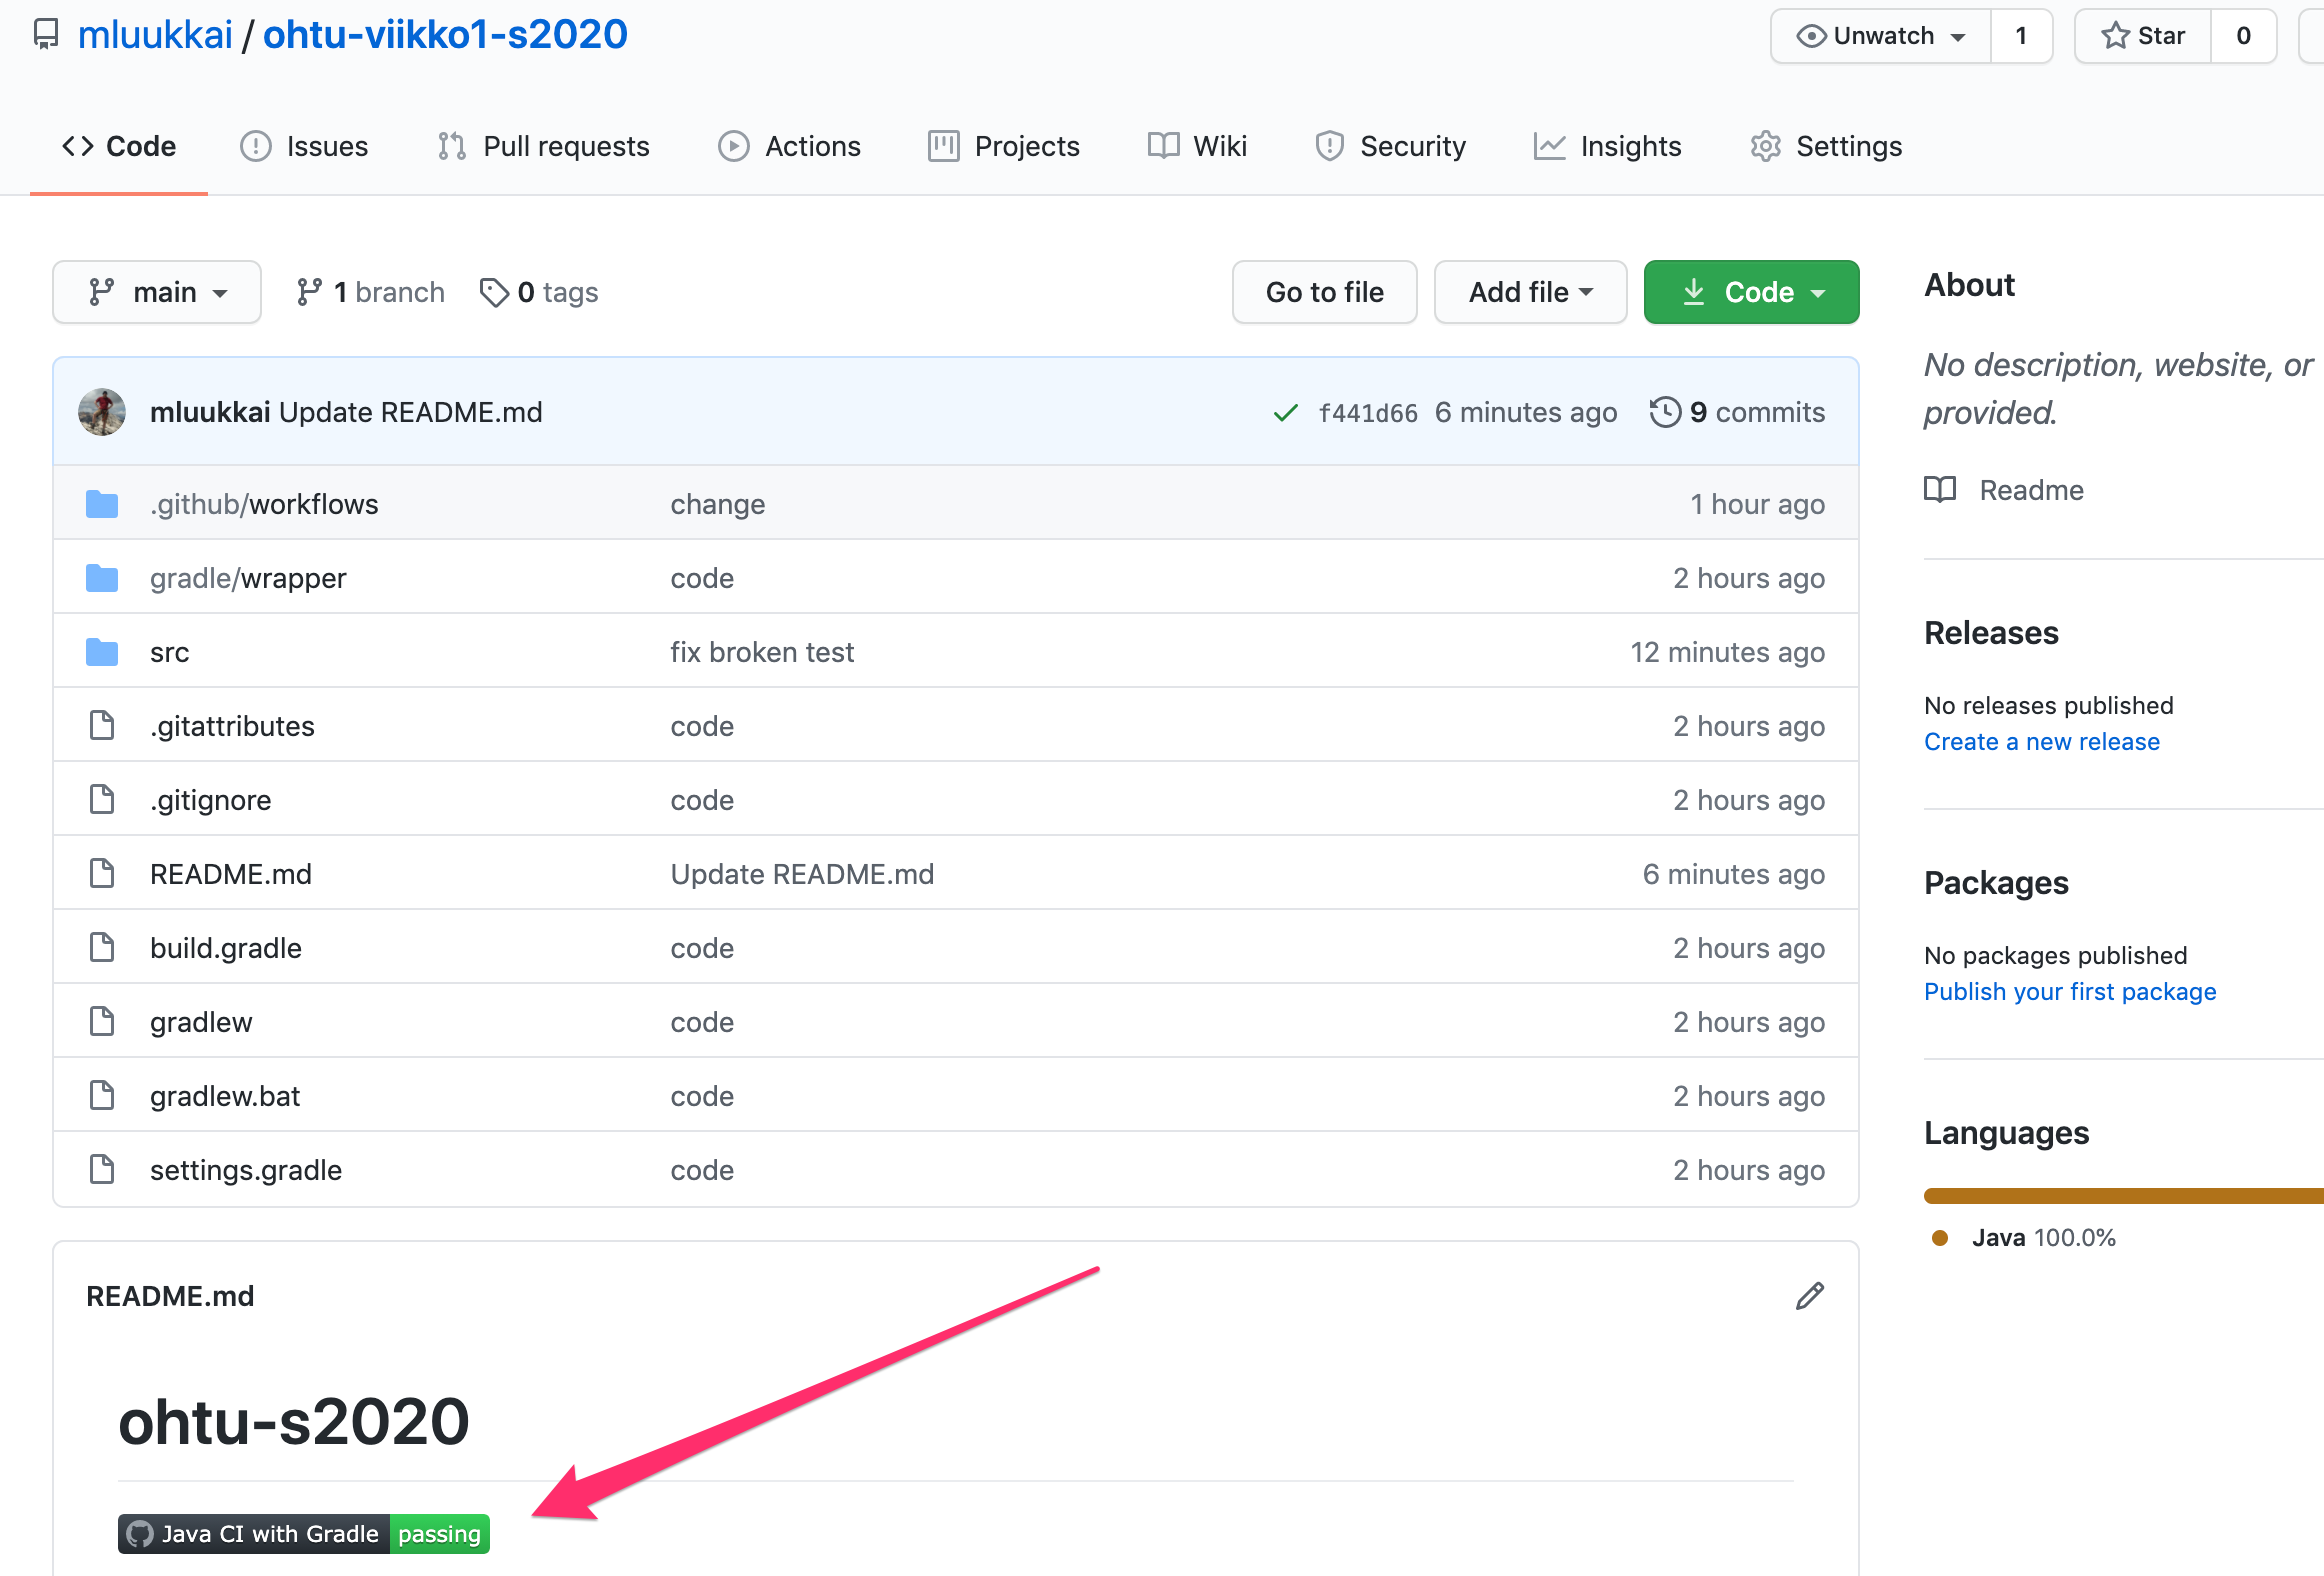 mluukkai / ohtu-viikko1-s2020
Unwatch 1 Star 0
Code Issues Pull requests Actions Projects Wiki Security Insights Settings
main 1 branch 0 tags Go to file Add file Code
mluukkai Update README.md f441d66 6 minutes ago 9 commits
.github/workflows change 1 hour ago
gradle/wrapper code 2 hours ago
src fix broken test 12 minutes ago
.gitattributes code 2 hours ago
.gitignore code 2 hours ago
README.md Update README.md 6 minutes ago
build.gradle code 2 hours ago
gradlew code 2 hours ago
gradlew.bat code 2 hours ago
settings.gradle code 2 hours ago
README.md
ohtu-s2020
Java CI with Gradle passing
About
No description, website, or
provided.
Readme
Releases
No releases published
Create a new release
Packages
No packages published
Publish your first package
Languages
Java 100.0%